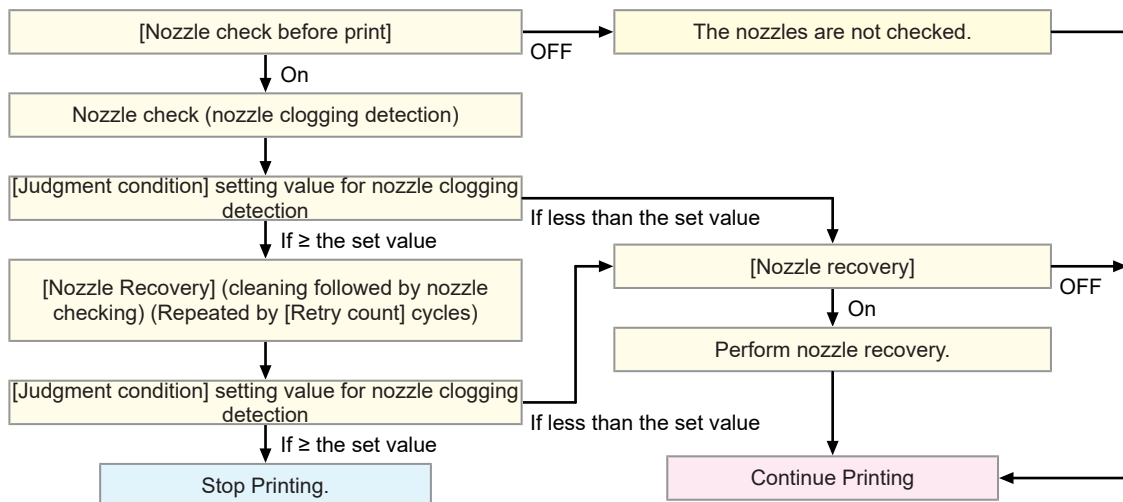 [Nozzle check before print]
OFF
The nozzles are not checked.
On
Nozzle check (nozzle clogging detection)
[Judgment condition] setting value for nozzle clogging
detection
If less than the set value
If ≥ the set value
[Nozzle recovery]
OFF
[Nozzle Recovery] (cleaning followed by nozzle
checking) (Repeated by [Retry count] cycles)
On
Perform nozzle recovery.
[Judgment condition] setting value for nozzle clogging
detection
If less than the set value
If ≥ the set value
Stop Printing.
Continue Printing